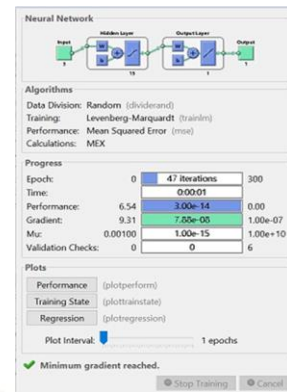 Neural Network
Hidden Layer
Output Layer
Input
Output
W
b
+
W
b
+
3
15
1
1
Algorithms
Data Division: Random (dividerand)
Training: Levenberg-Marquardt (trainlm)
Performance: Mean Squared Error (mse)
Calculations: MEX
Progress
Epoch: 0 47 iterations 300
Time: 0:00:01
Performance: 6.54 3.00e-14 0.00
Gradient: 9.31 7.88e-08 1.00e-07
Mu: 0.00100 1.00e-15 1.00e+10
Validation Checks: 0 0 6
Plots
Performance (plotperform)
Training State (plottrainstate)
Regression (plotregression)
Plot Interval: 1 epochs
Minimum gradient reached.
Stop Training Cancel